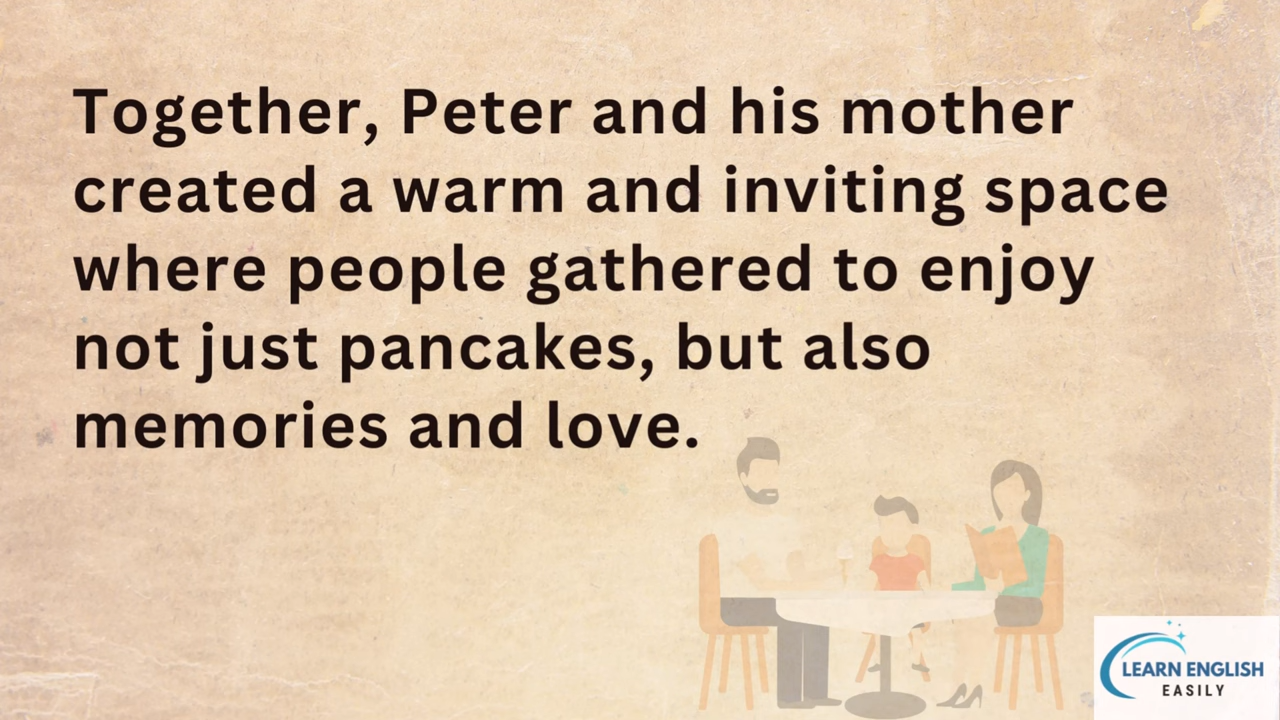 Together, Peter and his mother
created a warm and inviting space
where people gathered to enjoy
not just pancakes, but also
memories and love.
LEARN ENGLISH
EASILY